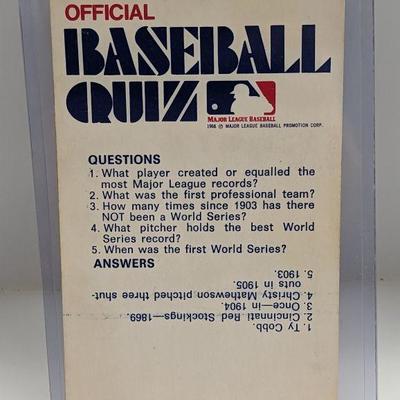 OFFICIAL
BASEBALL
QUIZ
MAJOR LEAGUE BASEBALL
1968 © MAJOR LEAGUE BASEBALL PROMOTION CORP.
QUESTIONS
1. What player created or equalled the
most Major League records?
2. What was the first professional team?
3. How many times since 1903 has there
NOT been a World Series?
4. What pitcher holds the best World
Series record?
5. When was the first World Series?
ANSWERS
1. Ty Cobb.
2. Cincinnati Red Stockings—1869.
3. Once—in 1904.
4. Christy Mathewson pitched three shut-
outs in 1905.
5. 1903.